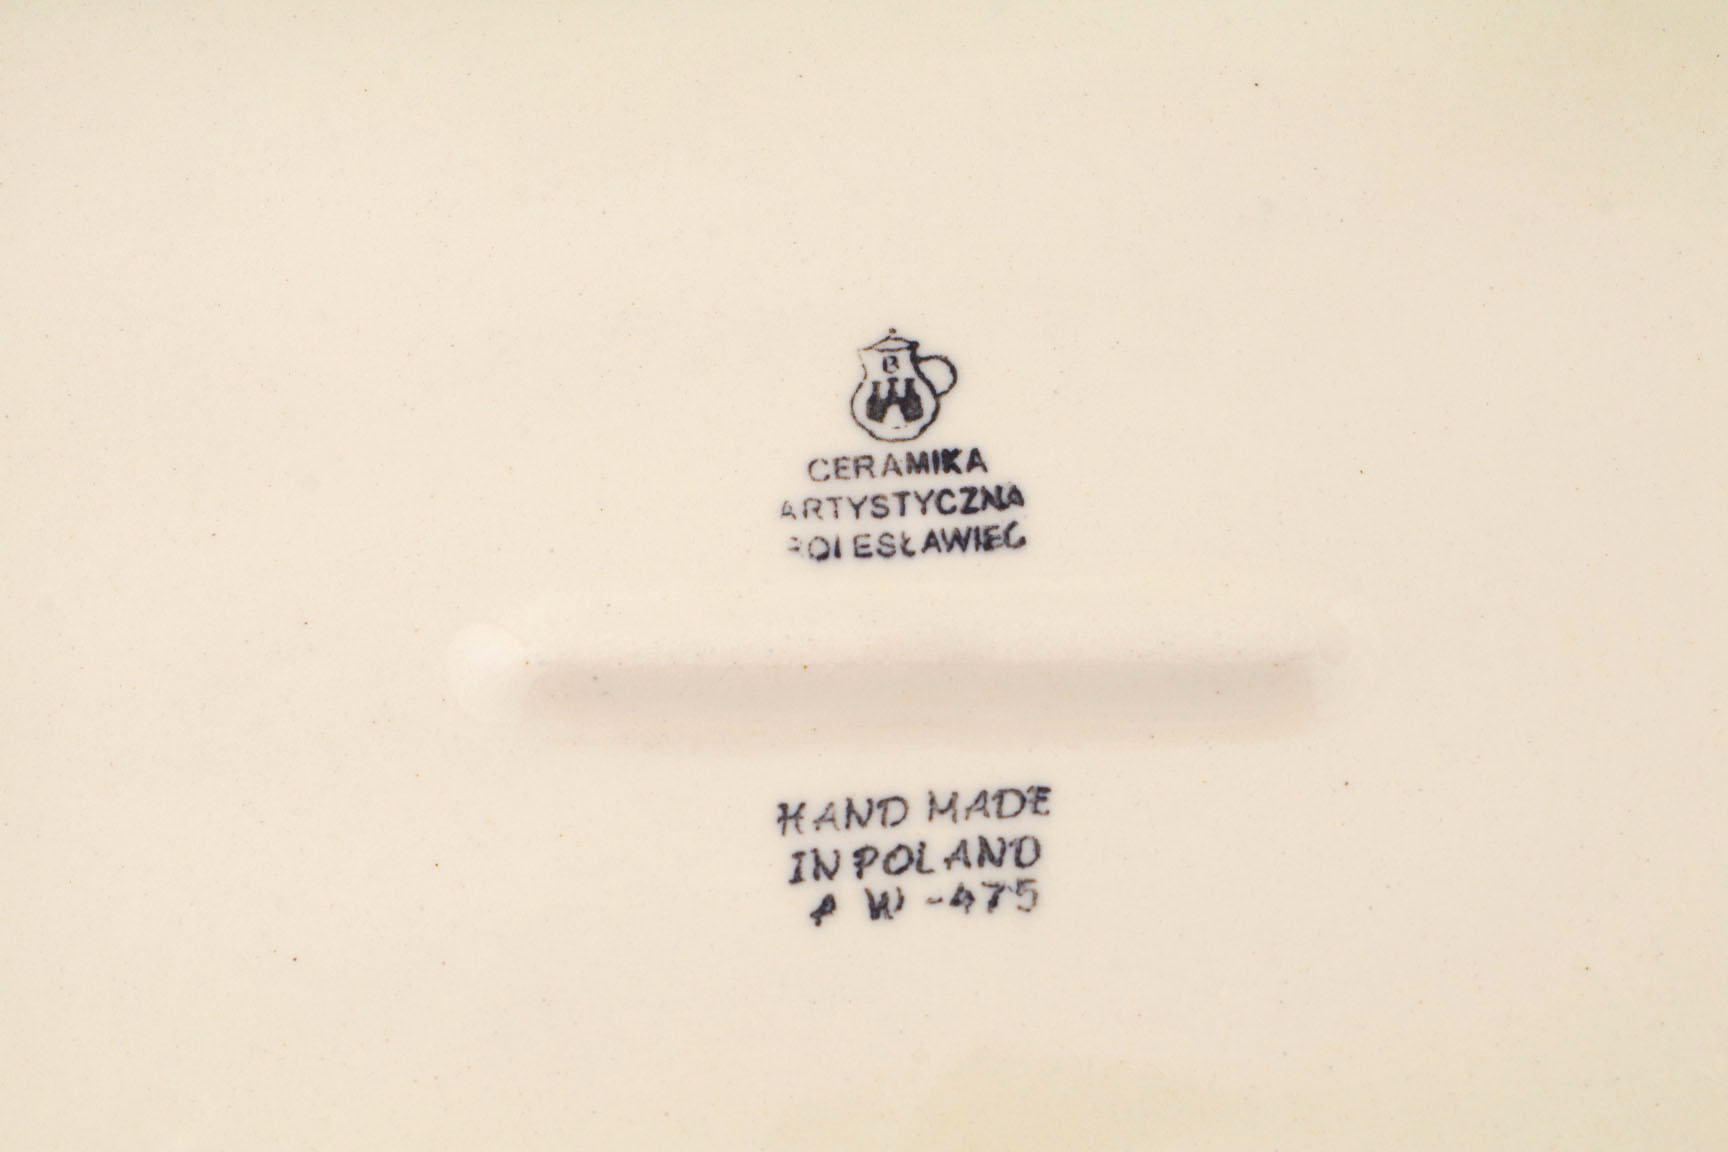 B
CERAMIKA
ARTYSTYCZNA
BOLESŁAWIEC
HAND MADE
IN POLAND
A W -475